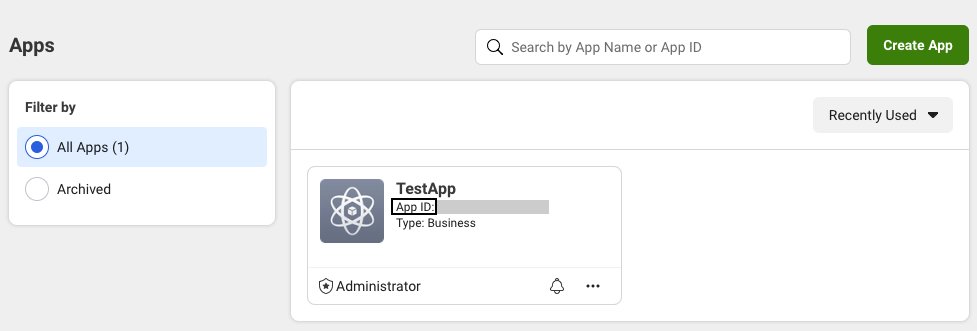 Apps
Search by App Name or App ID
Create App
Filter by
All Apps (1)
Archived
Recently Used
TestApp
App ID:
Type: Business
Administrator